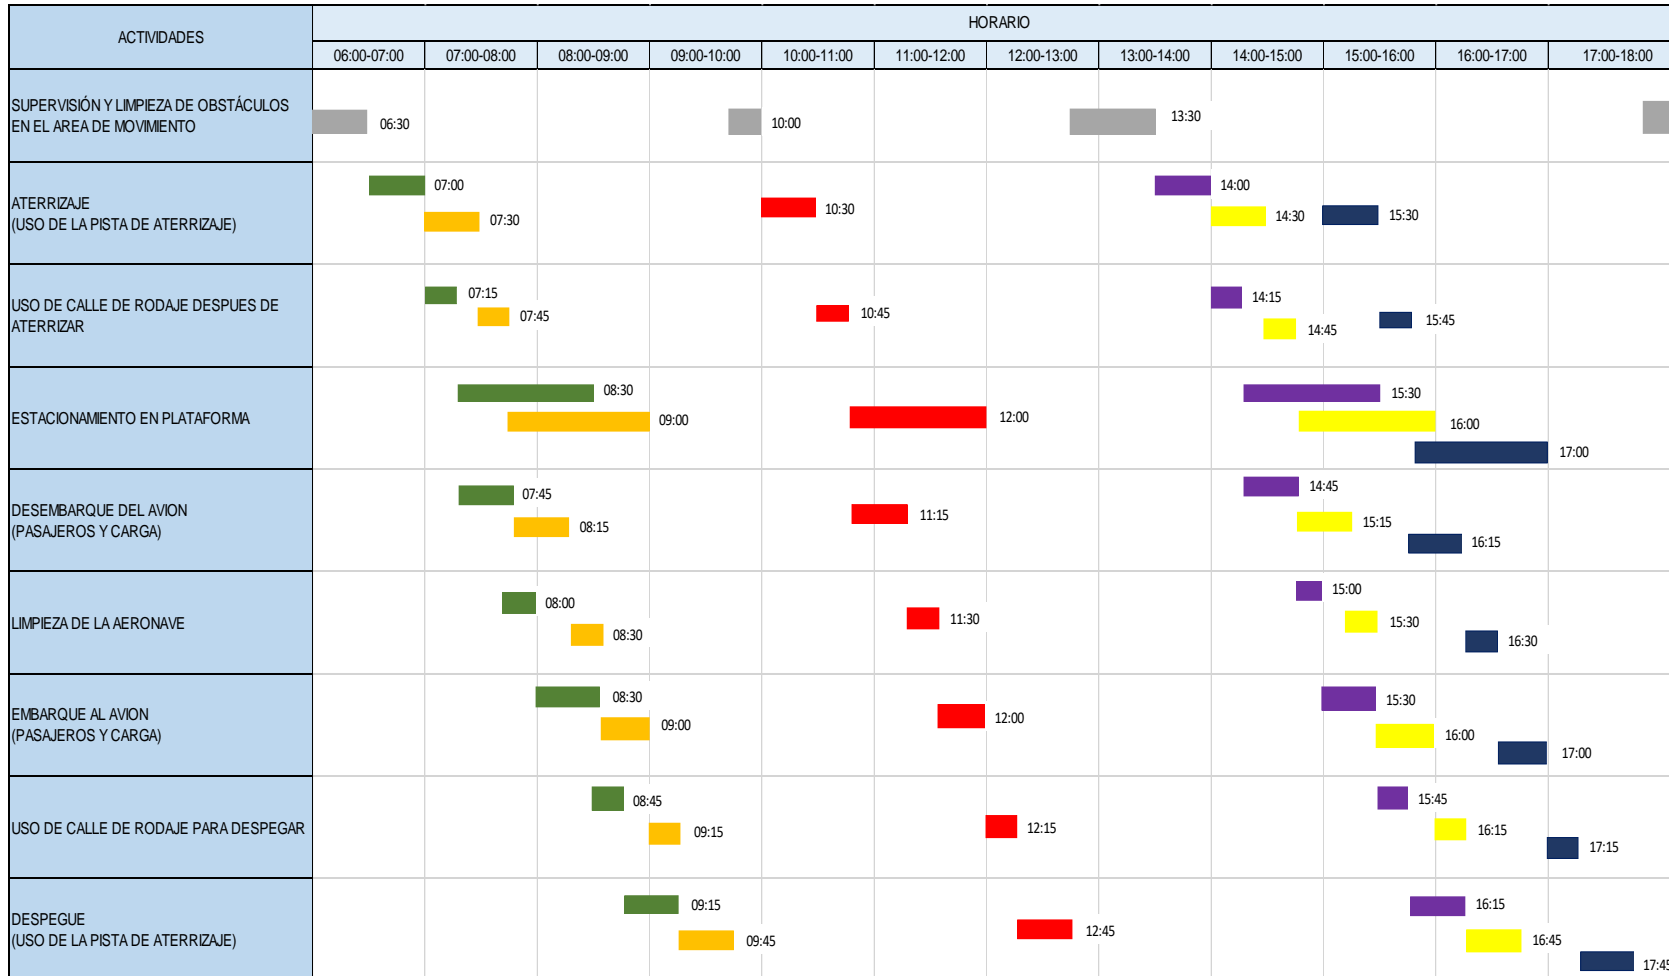 ACTIVIDADES
HORARIO
06:00-07:00 07:00-08:00 08:00-09:00 09:00-10:00 10:00-11:00 11:00-12:00 12:00-13:00 13:00-14:00 14:00-15:00 15:00-16:00 16:00-17:00 17:00-18:00
SUPERVISIÓN Y LIMPIEZA DE OBSTÁCULOS
EN EL AREA DE MOVIMIENTO
06:30 10:00 13:30
ATERRIZAJE
(USO DE LA PISTA DE ATERRIZAJE)
07:00 14:00
07:30 10:30 14:30 15:30
USO DE CALLE DE RODAJE DESPUES DE
ATERRIZAR
07:15 14:15
07:45 10:45 14:45 15:45
ESTACIONAMIENTO EN PLATAFORMA
08:30 15:30
09:00 12:00 16:00
17:00
DESEMBARQUE DEL AVION
(PASAJEROS Y CARGA)
07:45 14:45
08:15 11:15 15:15
16:15
LIMPIEZA DE LA AERONAVE
08:00 15:00
08:30 11:30 15:30
16:30
EMBARQUE AL AVION
(PASAJEROS Y CARGA)
08:30 15:30
09:00 12:00 16:00
17:00
USO DE CALLE DE RODAJE PARA DESPEGAR
08:45 15:45
09:15 12:15 16:15
17:15
DESPEGUE
(USO DE LA PISTA DE ATERRIZAJE)
09:15 16:15
09:45 12:45 16:45
17:45